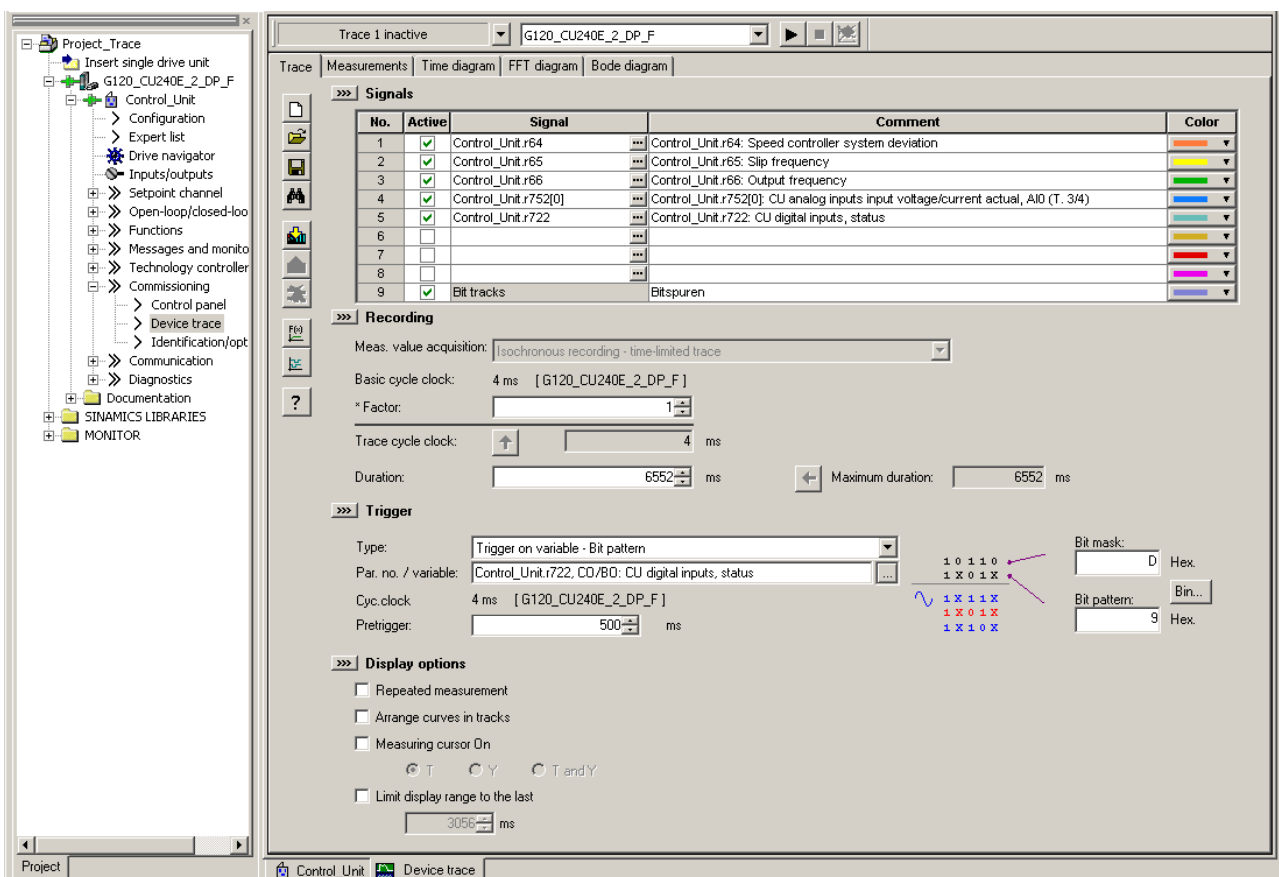 Project_Trace
Insert single drive unit
G120_CU240E_2_DP_F
Control_Unit
Configuration
Expert list
Drive navigator
Inputs/outputs
Setpoint channel
Open-loop/closed-loo
Functions
Messages and monito
Technology controller
Commissioning
Control panel
Device trace
Identification/opt
Communication
Diagnostics
Documentation
SINAMICS LIBRARIES
MONITOR
Project
Trace 1 inactive G120_CU240E_2_DP_F
Trace Measurements Time diagram FFT diagram Bode diagram
>>> Signals
No. Active Signal Comment Color
1 Control_Unit.r64 ... Control_Unit.r64: Speed controller system deviation
2 Control_Unit.r65 ... Control_Unit.r65: Slip frequency
3 Control_Unit.r66 ... Control_Unit.r66: Output frequency
4 Control_Unit.r752[0] ... Control_Unit.r752[0]: CU analog inputs input voltage/current actual, AI0 (T. 3/4)
5 Control_Unit.r722 ... Control_Unit.r722: CU digital inputs, status
6 ...
7 ...
8 ...
9 Bit tracks Bitspuren
F(x)
?
>>> Recording
Meas. value acquisition: Isochronous recording - time-limited trace
Basic cycle clock: 4 ms [ G120_CU240E_2_DP_F ]
* Factor: 1
Trace cycle clock: 4 ms
Duration: 6552 ms Maximum duration: 6552 ms
>>> Trigger
Type: Trigger on variable - Bit pattern
Par. no. / variable: Control_Unit.r722, CO/BO: CU digital inputs, status ...
Cyc.clock 4 ms [ G120_CU240E_2_DP_F ]
Pretrigger: 500 ms
1 0 1 1 0
1 X 0 1 X
1 X 1 1 X
1 X 0 1 X
1 X 1 0 X
Bit mask:
D Hex.
Bin...
Bit pattern:
9 Hex.
>>> Display options
Repeated measurement
Arrange curves in tracks
Measuring cursor On
T Y T and Y
Limit display range to the last
3056 ms
Control_Unit Device trace